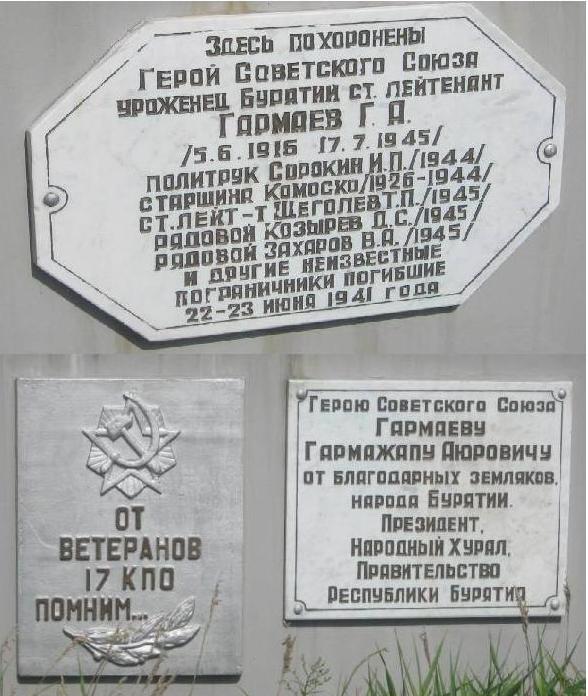 Здесь похоронены
Герой Советского Союза
уроженец Бурятии ст. лейтенант
Гармаев Г. А.
/5.6.1916 17.7.1945/
политрук Сорокин И.П./1944/
старшина Комоско/1926-1944/
ст.лейт-т Щеголев Т.П./1945/
рядовой Козырев Д.С./1945/
рядовой Захаров В.А./1945/
и другие неизвестные
пограничники погибшие
22-23 июня 1941 года
от
ветеранов
17 КПО
помним...
Герою Советского Союза
Гармаеву
Гармажапу Аюровичу
от благодарных земляков,
народа Бурятии.
Президент,
Народный Хурал,
Правительство
Республики Бурятия